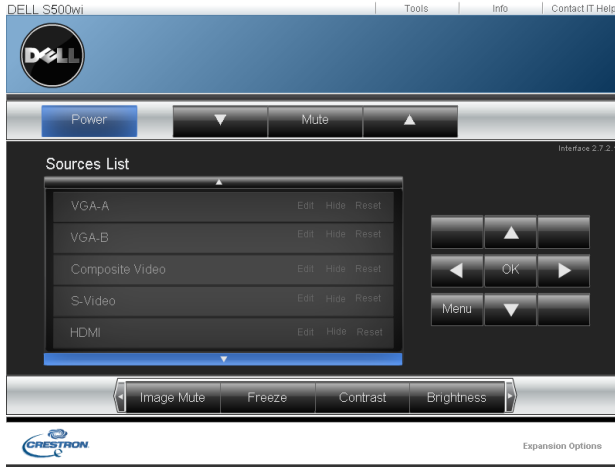 DELL S500wi
Tools Info Contact IT Help
DELL
Power Mute
Interface 2.7.2.
Sources List
VGA-A Edit Hide Reset
VGA-B Edit Hide Reset
Composite Video Edit Hide Reset
S-Video Edit Hide Reset
HDMI Edit Hide Reset
OK
Menu
Image Mute Freeze Contrast Brightness
CRESTRON
Expansion Options